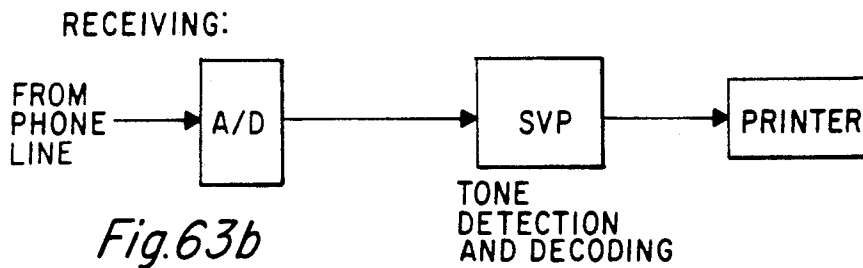 RECEIVING:
FROM
PHONE
LINE
A/D
SVP
PRINTER
TONE
DETECTION
AND DECODING
Fig.63b